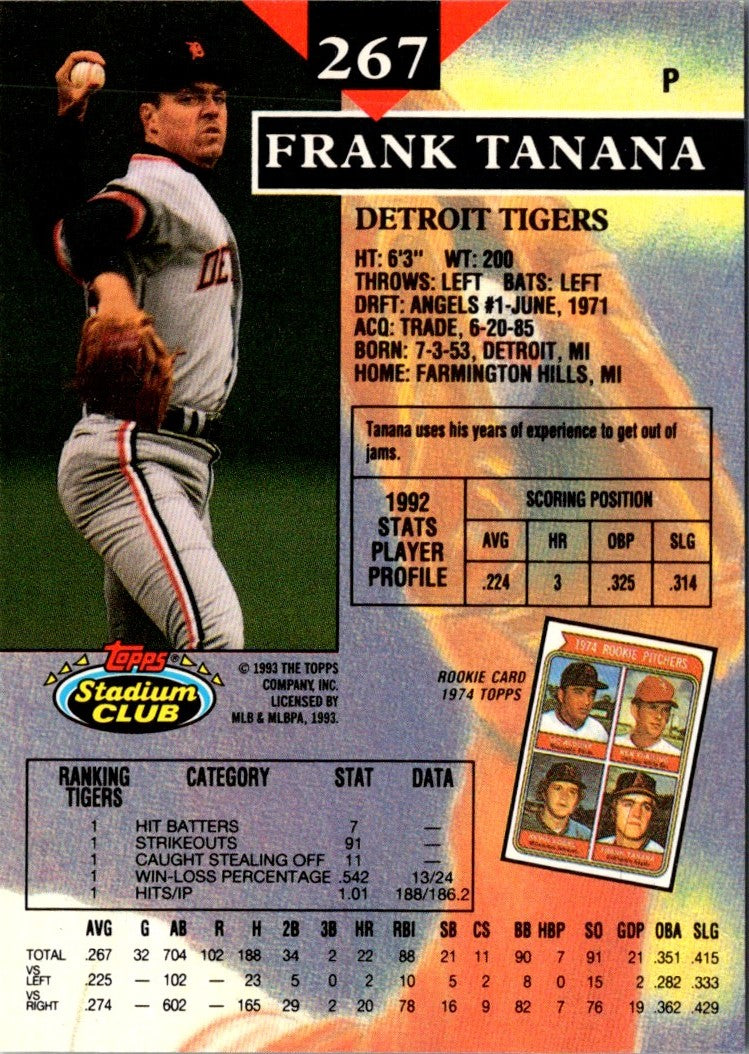 267
P
FRANK TANANA
DETROIT TIGERS
HT: 6'3" WT: 200
THROWS: LEFT BATS: LEFT
DRFT: ANGELS #1-JUNE, 1971
ACQ: TRADE, 6-20-85
BORN: 7-3-53, DETROIT, MI
HOME: FARMINGTON HILLS, MI
DE
Tanana uses his years of experience to get out of
jams.
1992
STATS
PLAYER
PROFILE
SCORING POSITION
AVG HR OBP SLG
.224 3 .325 .314
Topps®
Stadium
CLUB
© 1993 THE TOPPS
COMPANY, INC.
LICENSED BY
MLB & MLBPA, 1993.
ROOKIE CARD
1974 TOPPS
1974 ROOKIE PITCHERS
FRANK TANANA
RANKING CATEGORY STAT DATA
TIGERS
1 HIT BATTERS 7 —
1 STRIKEOUTS 91 —
1 CAUGHT STEALING OFF 11 —
1 WIN-LOSS PERCENTAGE .542 13/24
1 HITS/IP 1.01 188/186.2
AVG G AB R H 2B 3B HR RBI SB CS BB HBP SO GDP OBA SLG
TOTAL .267 32 704 102 188 34 2 22 88 21 11 90 7 91 21 .351 .415
VS
LEFT .225 — 102 — 23 5 0 2 10 5 2 8 0 15 2 .282 .333
VS
RIGHT .274 — 602 — 165 29 2 20 78 16 9 82 7 76 19 .362 .429